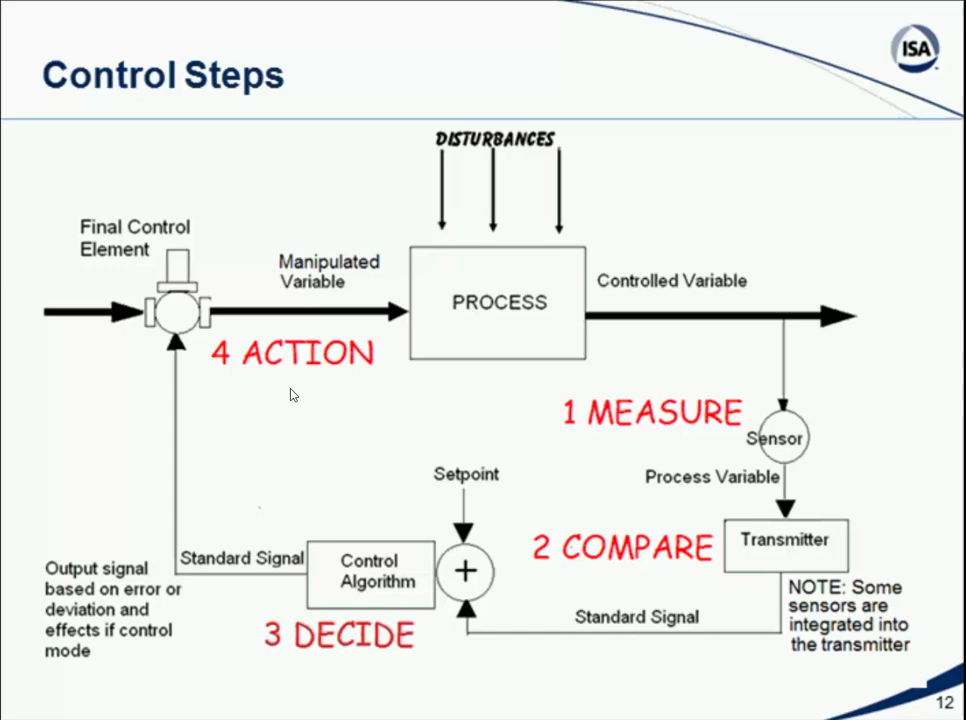 ISA
Control Steps
DISTURBANCES
Final Control
Element
Manipulated
Variable
PROCESS
Controlled Variable
4 ACTION
1 MEASURE
Sensor
Process Variable
Setpoint
2 COMPARE
Transmitter
Standard Signal
Control
Algorithm
+
Output signal
based on error or
deviation and
effects if control
mode
3 DECIDE
Standard Signal
NOTE: Some
sensors are
integrated into
the transmitter
12